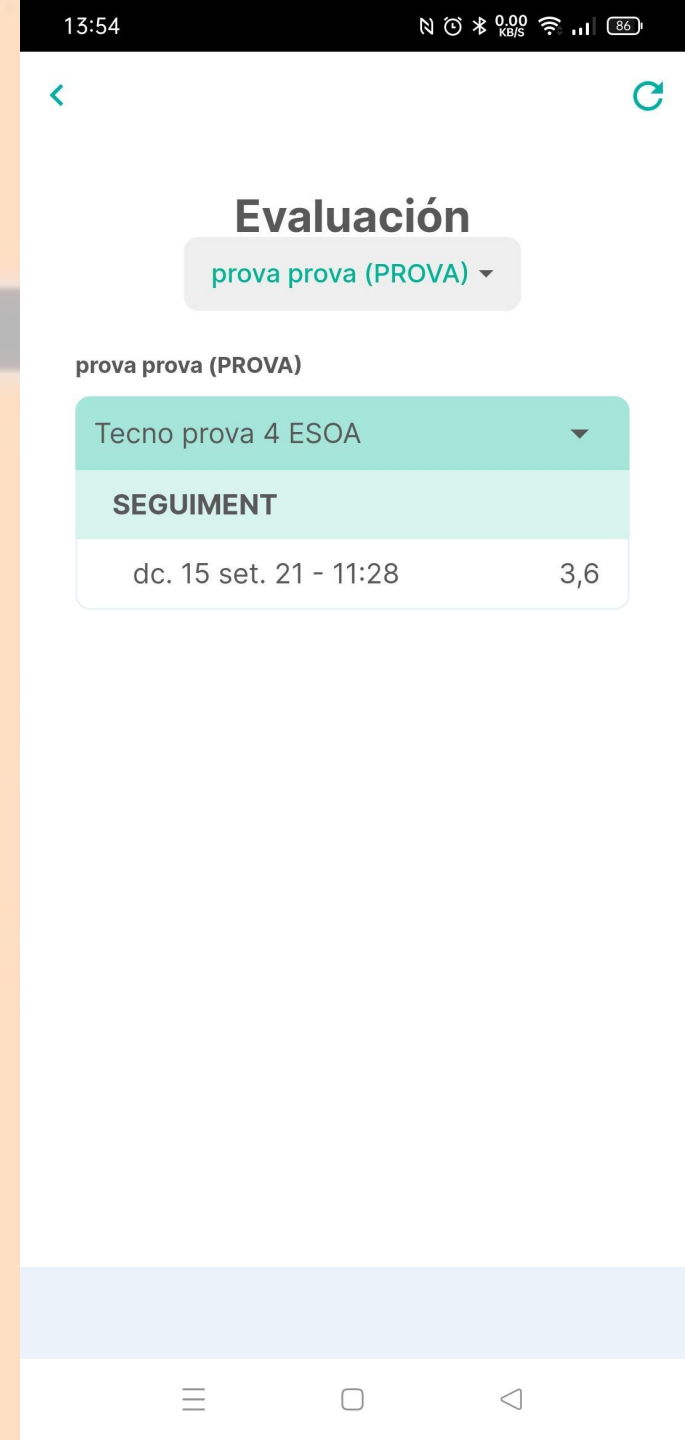 13:54 0.00 KB/S 86
Evaluación
prova prova (PROVA)
prova prova (PROVA)
Tecno prova 4 ESOA
SEGUIMENT
dc. 15 set. 21 - 11:28 3,6